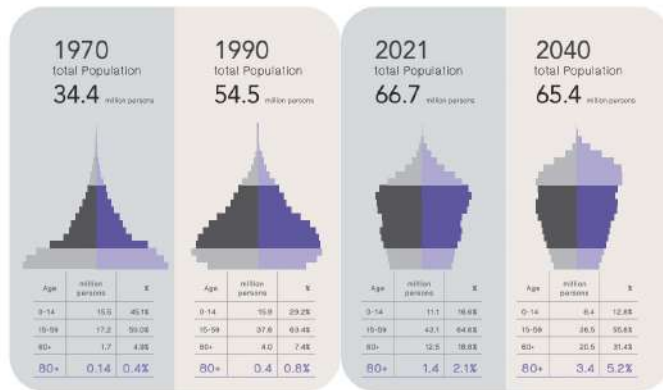 1970
total Population
34.4 million persons
Age million persons %
0-14 15.5 45.1%
15-59 17.2 50.0%
60+ 1.7 4.9%
80+ 0.14 0.4%
1990
total Population
54.5 million persons
Age million persons %
0-14 15.9 29.2%
15-59 34.6 63.4%
60+ 4.0 7.4%
80+ 0.4 0.8%
2021
total Population
66.7 million persons
Age million persons %
0-14 11.1 16.6%
15-59 43.1 64.6%
60+ 12.5 18.8%
80+ 1.4 2.1%
2040
total Population
65.4 million persons
Age million persons %
0-14 8.4 12.8%
15-59 36.5 55.8%
60+ 20.5 31.4%
80+ 3.4 5.2%